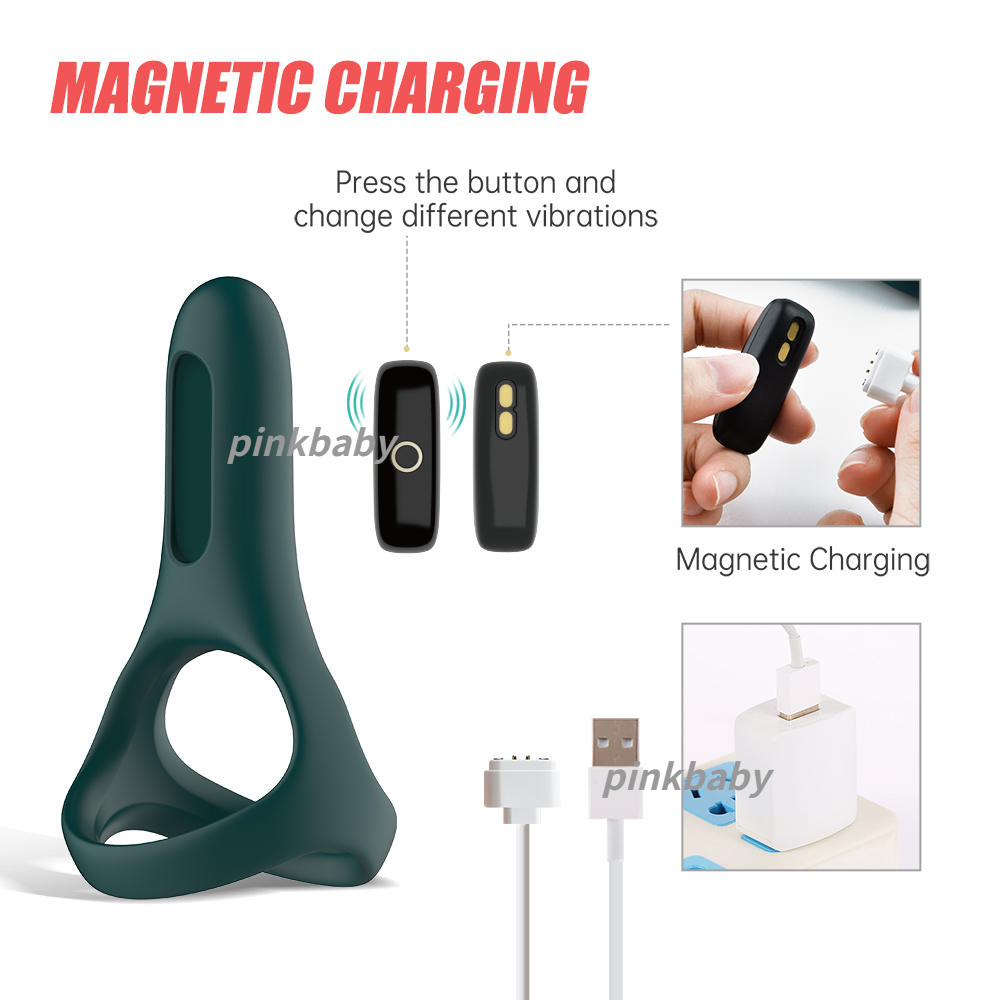 MAGNETIC CHARGING
Press the button and
change different vibrations
pinkbaby
Magnetic Charging
pinkbaby